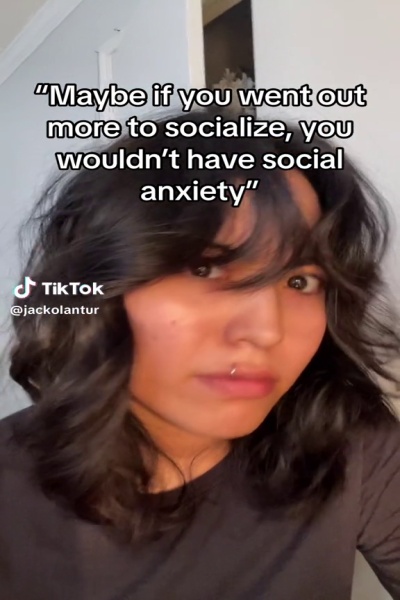 “Maybe if you went out
more to socialize, you
wouldn’t have social
anxiety”
TikTok
@jackolantur